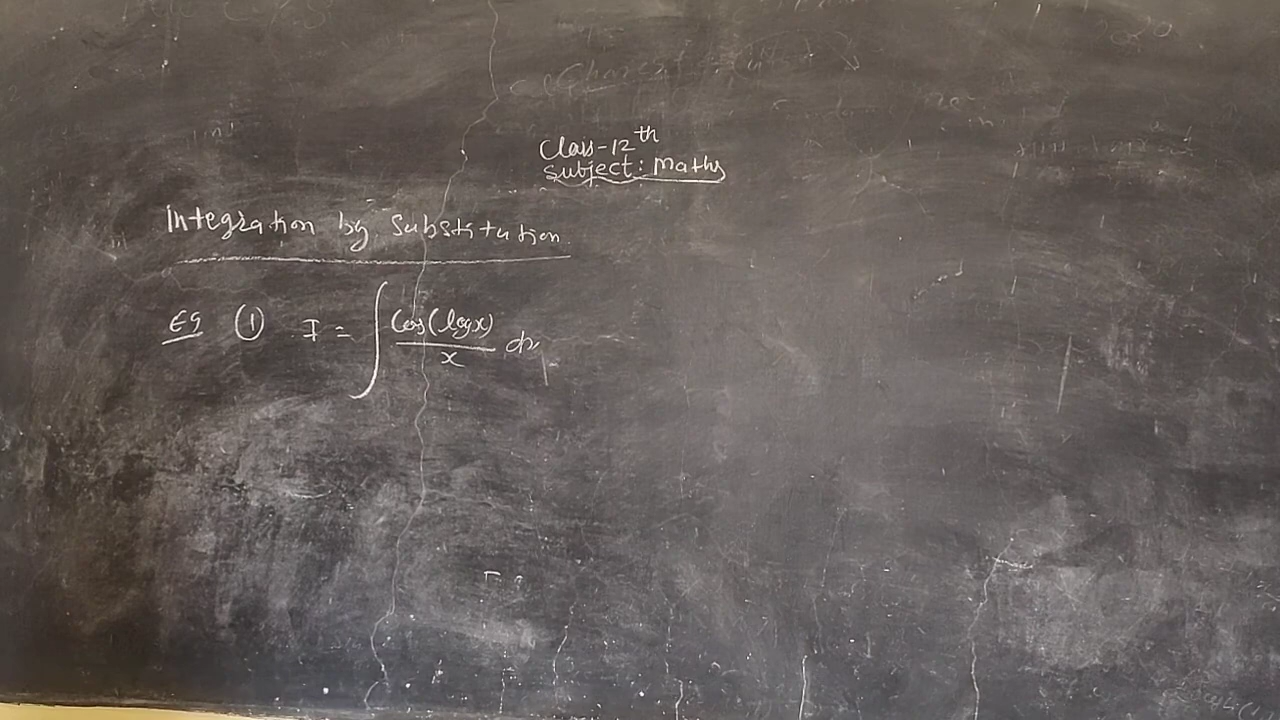 Class-12th
Subject: Maths
Integration by Substitution
Eg ① I = ∫ Cos(logx)/x dx